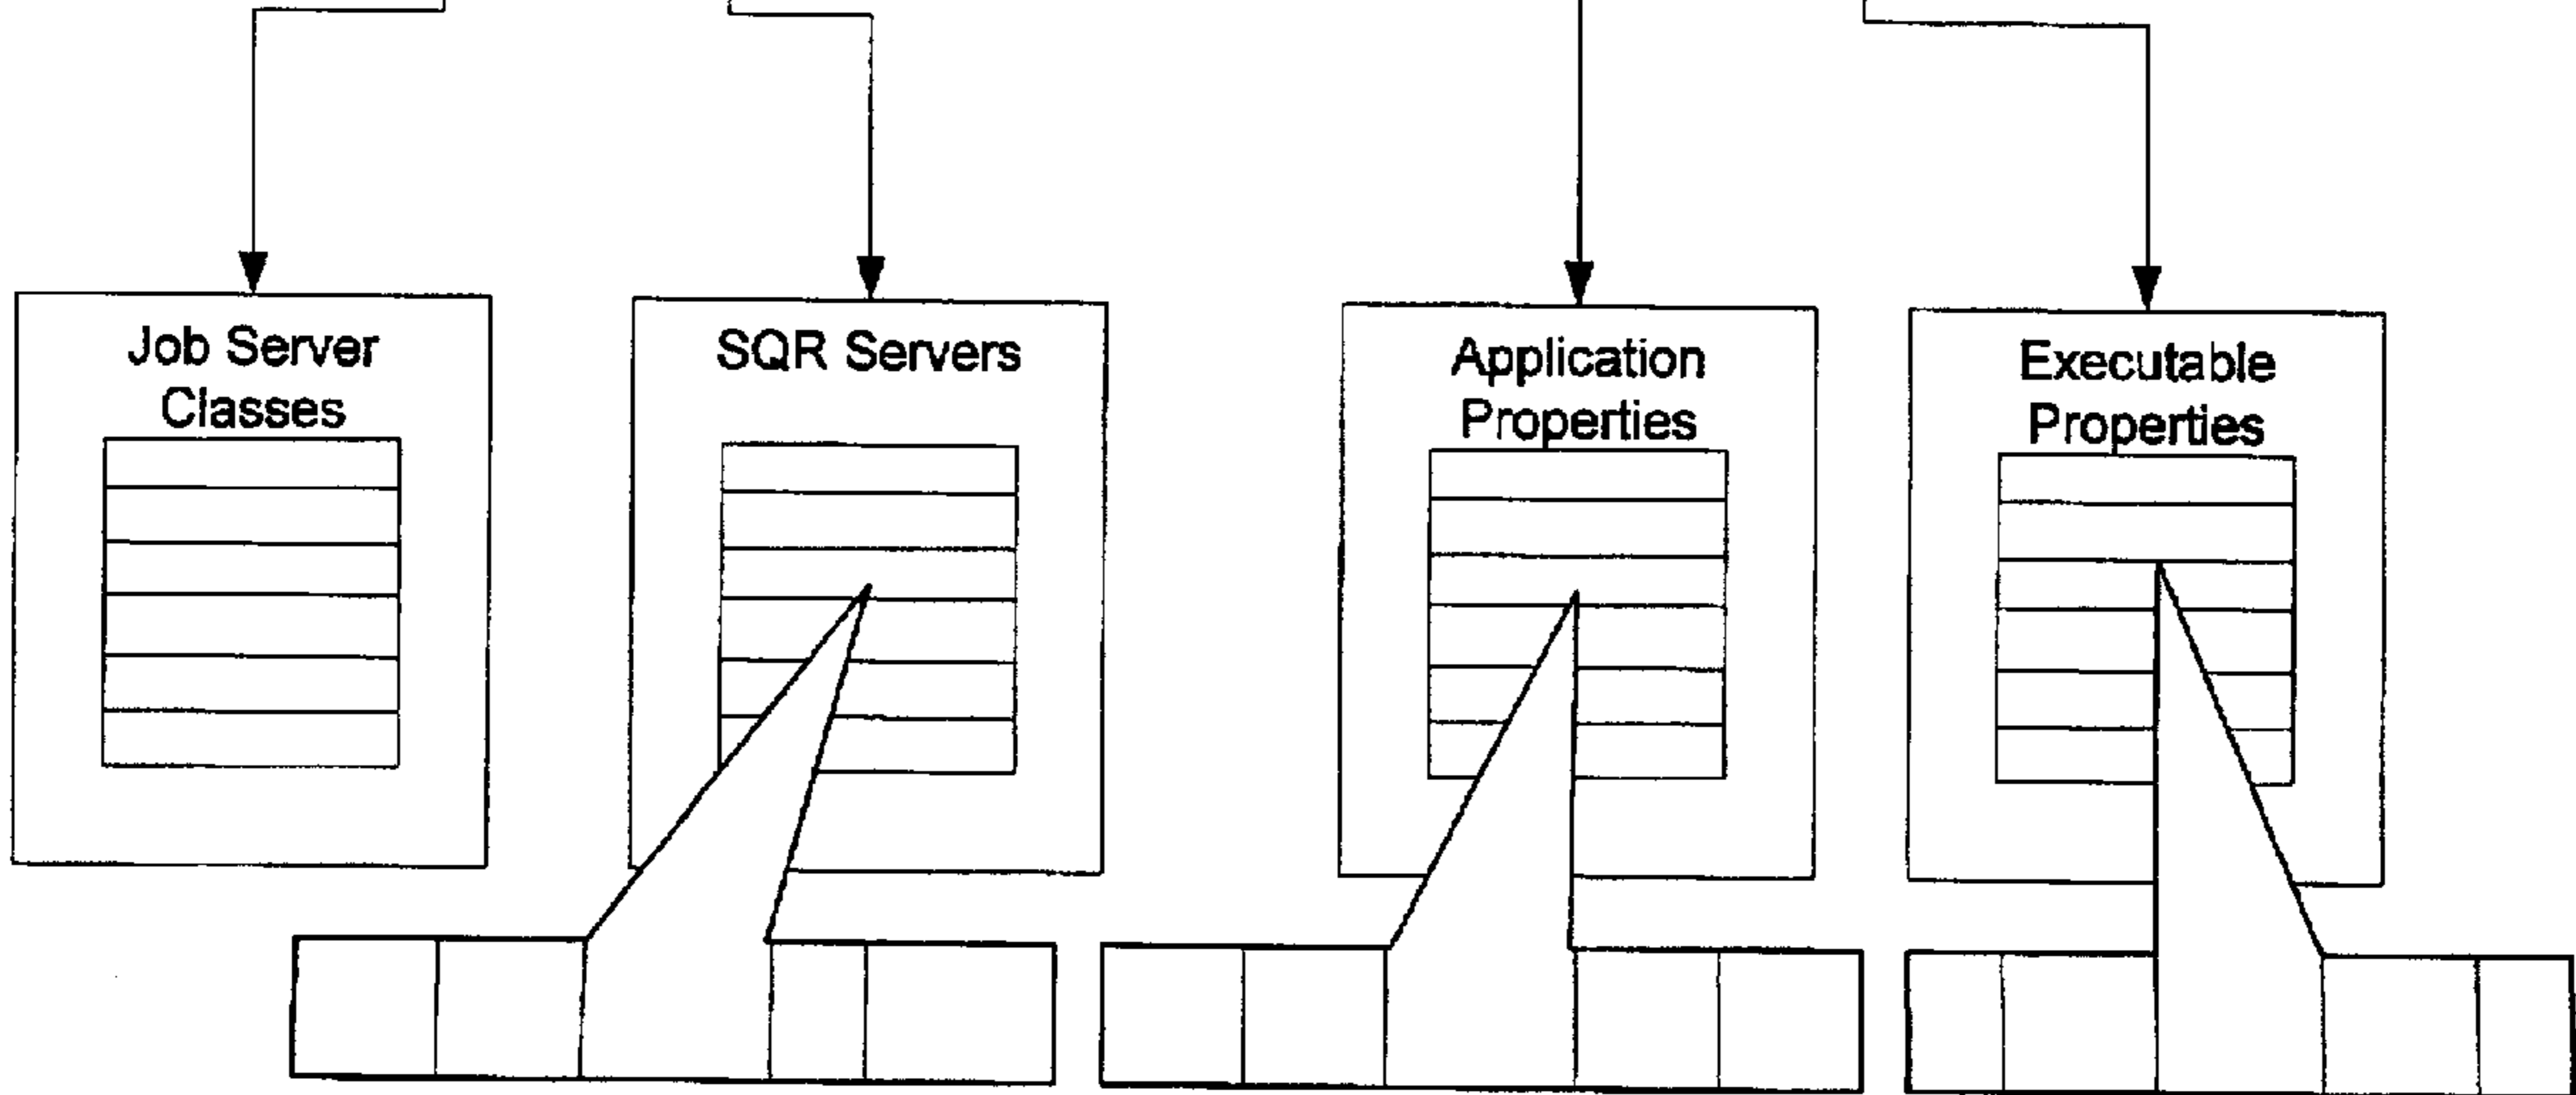 Job Server
Classes
SQR Servers
Application
Properties
Executable
Properties